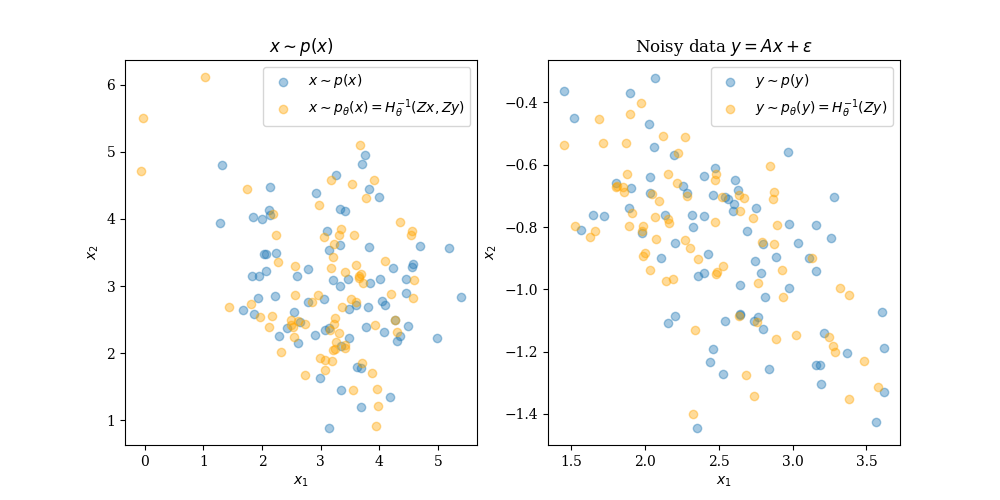 x ~ p(x)
x ~ p(x)
x ~ p_θ(x) = H_θ^{-1}(Zx, Zy)
6
5
4
3
2
1
x_2
0 1 2 3 4 5
x_1
Noisy data y = Ax + ε
y ~ p(y)
y ~ p_θ(y) = H_θ^{-1}(Zy)
−0.4
−0.6
−0.8
−1.0
−1.2
−1.4
x_2
1.5 2.0 2.5 3.0 3.5
x_1